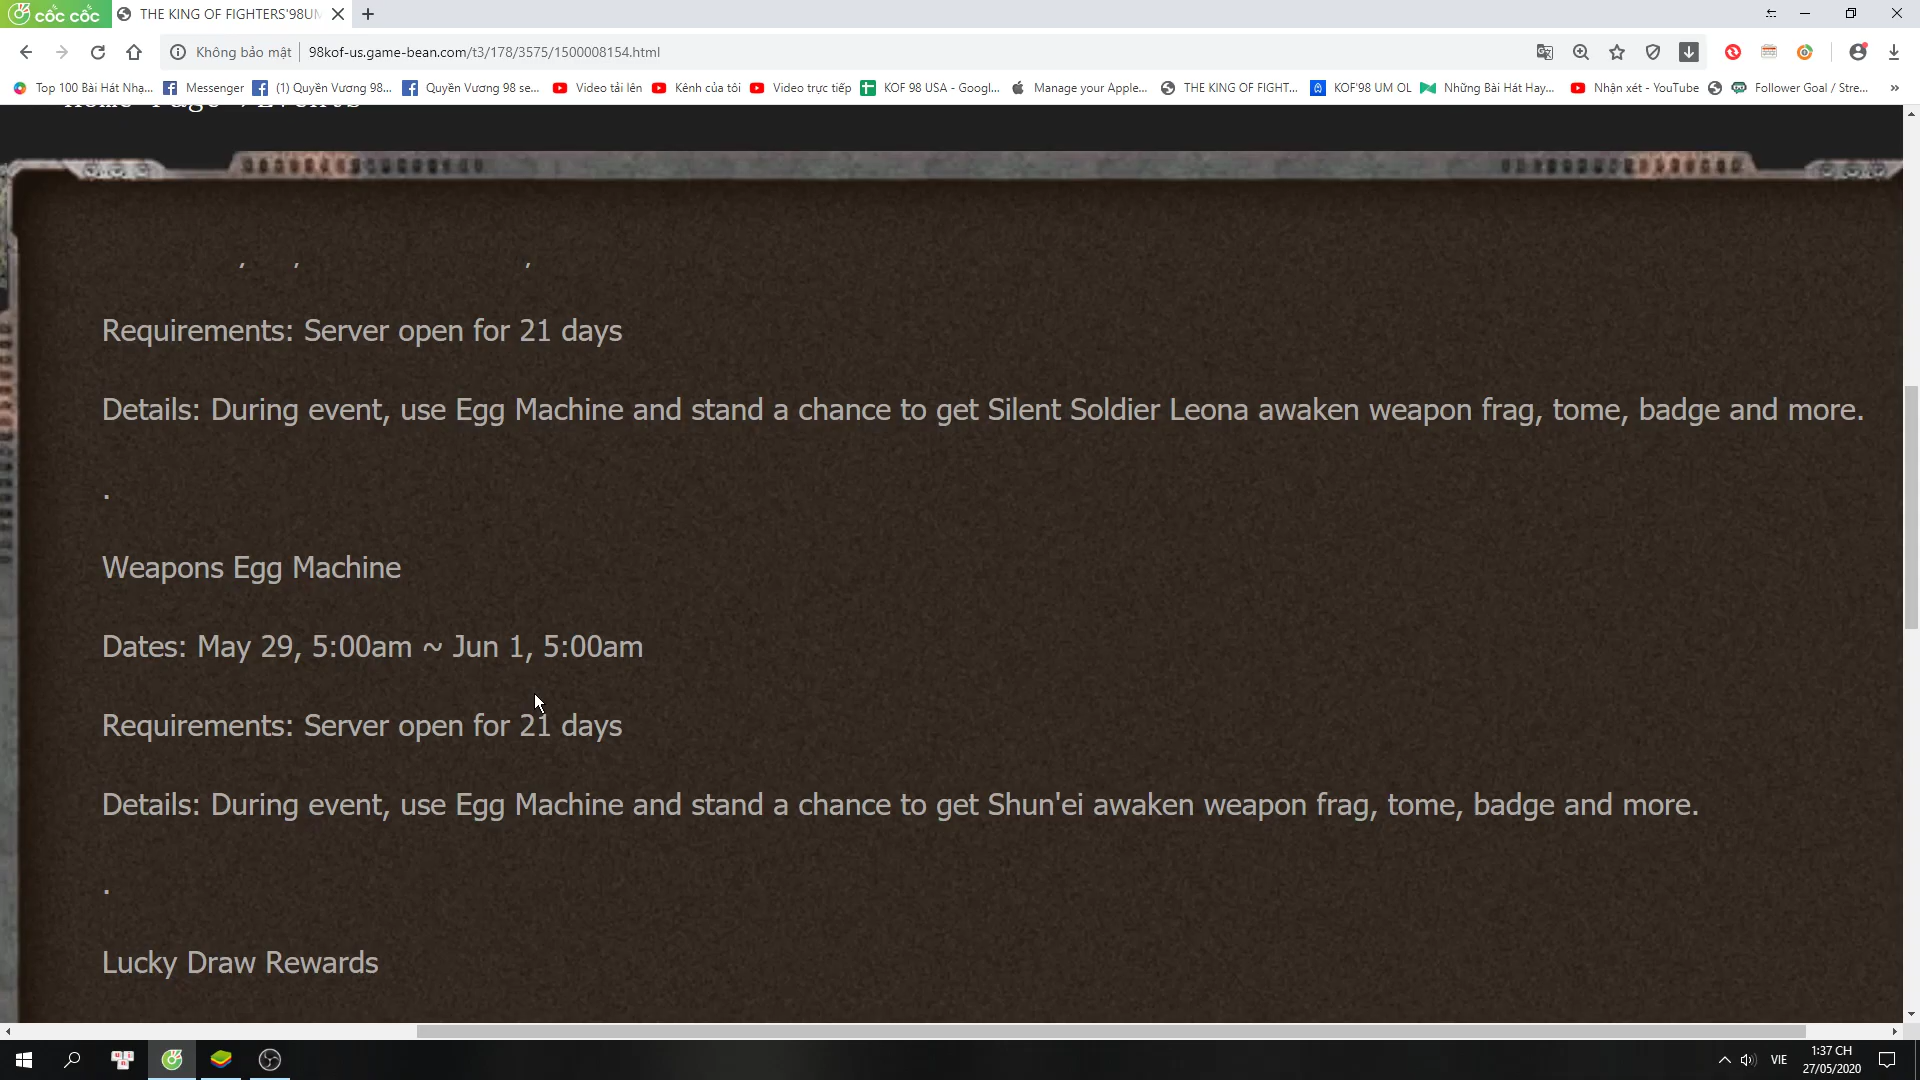 cốc cốc
THE KING OF FIGHTERS'98UM
Không bảo mật
98kof-us.game-bean.com/t3/178/3575/1500008154.html
Top 100 Bài Hát Nhạ...
Messenger
(1) Quyền Vương 98...
Quyền Vương 98 se...
Video tải lên
Kênh của tôi
Video trực tiếp
KOF 98 USA - Googl...
Manage your Apple...
THE KING OF FIGHT...
KOF'98 UM OL
Những Bài Hát Hay...
Nhận xét - YouTube
Follower Goal / Stre...
»
Requirements: Server open for 21 days
Details: During event, use Egg Machine and stand a chance to get Silent Soldier Leona awaken weapon frag, tome, badge and more.
.
Weapons Egg Machine
Dates: May 29, 5:00am ~ Jun 1, 5:00am
Requirements: Server open for 21 days
Details: During event, use Egg Machine and stand a chance to get Shun'ei awaken weapon frag, tome, badge and more.
.
Lucky Draw Rewards
VIE
1:37 CH
27/05/2020